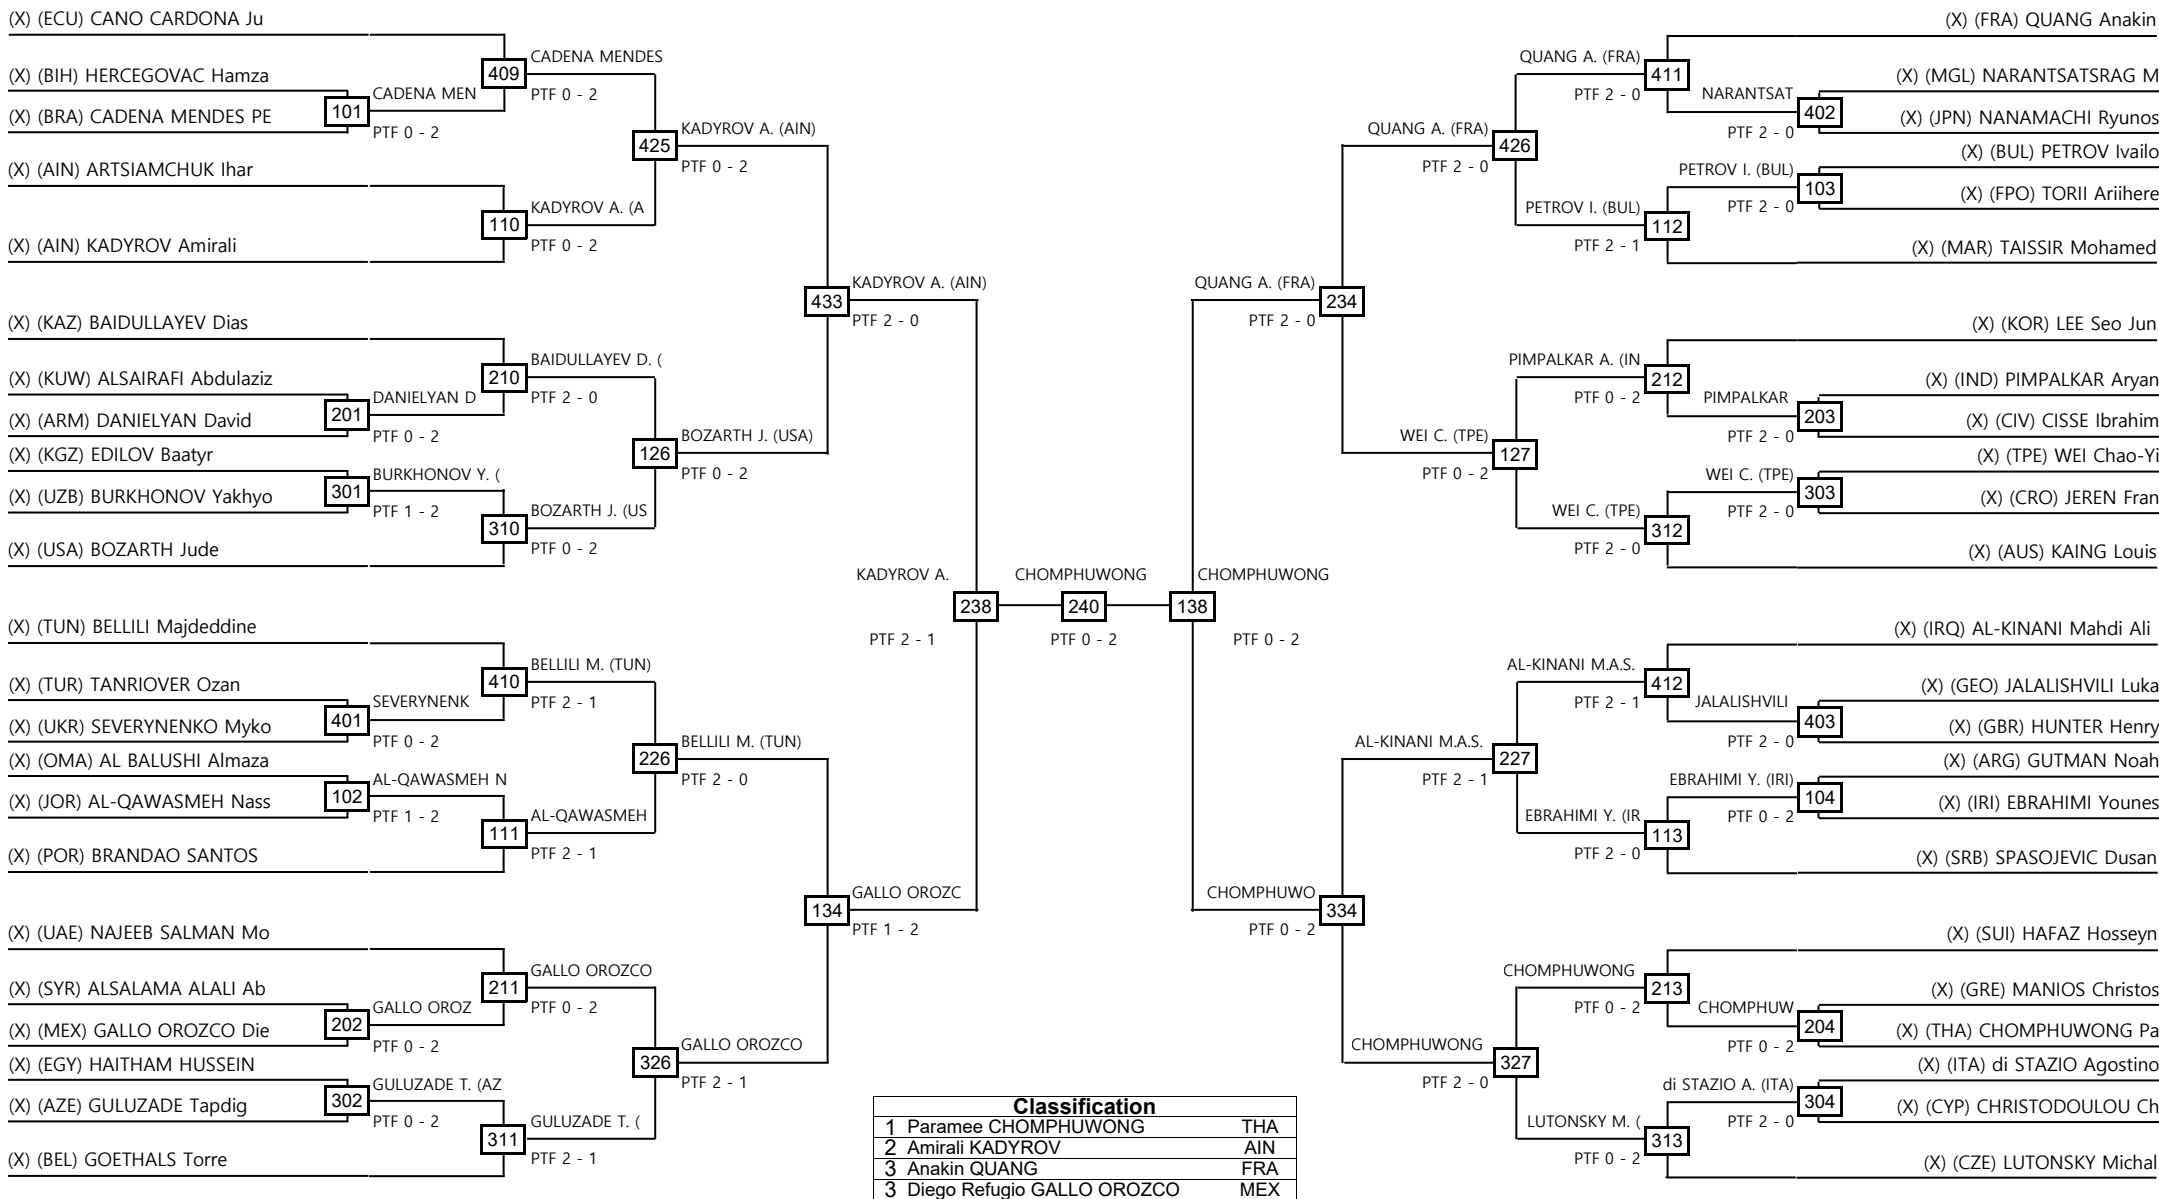 (X) (ECU) CANO CARDONA Ju
(X) (BIH) HERCEGOVAC Hamza
(X) (BRA) CADENA MENDES PE
(X) (AIN) ARTSIAMCHUK Ihar
(X) (AIN) KADYROV Amirali
(X) (KAZ) BAIDULLAYEV Dias
(X) (KUW) ALSAIRAFI Abdulaziz
(X) (ARM) DANIELYAN David
(X) (KGZ) EDILOV Baatyr
(X) (UZB) BURKHONOV Yakhyo
(X) (USA) BOZARTH Jude
(X) (TUN) BELLILI Majdeddine
(X) (TUR) TANRIOVER Ozan
(X) (UKR) SEVERYNENKO Myko
(X) (OMA) AL BALUSHI Almaza
(X) (JOR) AL-QAWASMEH Nass
(X) (POR) BRANDAO SANTOS
(X) (UAE) NAJEEB SALMAN Mo
(X) (SYR) ALSALAMA ALALI Ab
(X) (MEX) GALLO OROZCO Die
(X) (EGY) HAITHAM HUSSEIN
(X) (AZE) GULUZADE Tapdig
(X) (BEL) GOETHALS Torre
101 CADENA MEN
PTF 0 - 2
201 DANIELYAN D
PTF 0 - 2
301 BURKHONOV Y. (
PTF 1 - 2
401 SEVERYNENK
PTF 0 - 2
102 AL-QAWASMEH N
PTF 1 - 2
202 GALLO OROZ
PTF 0 - 2
302 GULUZADE T. (AZ
PTF 0 - 2
409 CADENA MENDES
PTF 0 - 2
110 KADYROV A. (A
PTF 0 - 2
210 BAIDULLAYEV D. (
PTF 2 - 0
310 BOZARTH J. (US
PTF 0 - 2
410 BELLILI M. (TUN)
PTF 2 - 1
111 AL-QAWASMEH
PTF 2 - 1
211 GALLO OROZCO
PTF 0 - 2
311 GULUZADE T. (
PTF 2 - 1
425 KADYROV A. (AIN)
PTF 0 - 2
126 BOZARTH J. (USA)
PTF 0 - 2
226 BELLILI M. (TUN)
PTF 2 - 0
326 GALLO OROZCO
PTF 2 - 1
433 KADYROV A. (AIN)
PTF 2 - 0
134 GALLO OROZC
PTF 1 - 2
KADYROV A.
238
PTF 2 - 1
CHOMPHUWONG
240
PTF 0 - 2
CHOMPHUWONG
138
PTF 0 - 2
QUANG A. (FRA) 234
PTF 2 - 0
CHOMPHUWO 334
PTF 0 - 2
QUANG A. (FRA) 426
PTF 2 - 0
WEI C. (TPE) 127
PTF 0 - 2
AL-KINANI M.A.S. 227
PTF 2 - 1
CHOMPHUWONG 327
PTF 2 - 0
QUANG A. (FRA) 411
PTF 2 - 0
PETROV I. (BUL) 112
PTF 2 - 1
PIMPALKAR A. (IN 212
PTF 0 - 2
WEI C. (TPE) 312
PTF 2 - 0
AL-KINANI M.A.S. 412
PTF 2 - 1
EBRAHIMI Y. (IR 113
PTF 2 - 0
CHOMPHUWONG 213
PTF 0 - 2
LUTONSKY M. ( 313
PTF 0 - 2
NARANTSAT 402
PTF 2 - 0
PETROV I. (BUL) 103
PTF 2 - 0
PIMPALKAR 203
PTF 2 - 0
WEI C. (TPE) 303
PTF 2 - 0
JALALISHVILI 403
PTF 2 - 0
EBRAHIMI Y. (IRI) 104
PTF 0 - 2
CHOMPHUW 204
PTF 0 - 2
di STAZIO A. (ITA) 304
PTF 2 - 0
(X) (FRA) QUANG Anakin
(X) (MGL) NARANTSATSRAG M
(X) (JPN) NANAMACHI Ryunos
(X) (BUL) PETROV Ivailo
(X) (FPO) TORII Ariihere
(X) (MAR) TAISSIR Mohamed
(X) (KOR) LEE Seo Jun
(X) (IND) PIMPALKAR Aryan
(X) (CIV) CISSE Ibrahim
(X) (TPE) WEI Chao-Yi
(X) (CRO) JEREN Fran
(X) (AUS) KAING Louis
(X) (IRQ) AL-KINANI Mahdi Ali
(X) (GEO) JALALISHVILI Luka
(X) (GBR) HUNTER Henry
(X) (ARG) GUTMAN Noah
(X) (IRI) EBRAHIMI Younes
(X) (SRB) SPASOJEVIC Dusan
(X) (SUI) HAFAZ Hosseyn
(X) (GRE) MANIOS Christos
(X) (THA) CHOMPHUWONG Pa
(X) (ITA) di STAZIO Agostino
(X) (CYP) CHRISTODOULOU Ch
(X) (CZE) LUTONSKY Michal
Classification
1 Paramee CHOMPHUWONG THA
2 Amirali KADYROV AIN
3 Anakin QUANG FRA
3 Diego Refugio GALLO OROZCO MEX